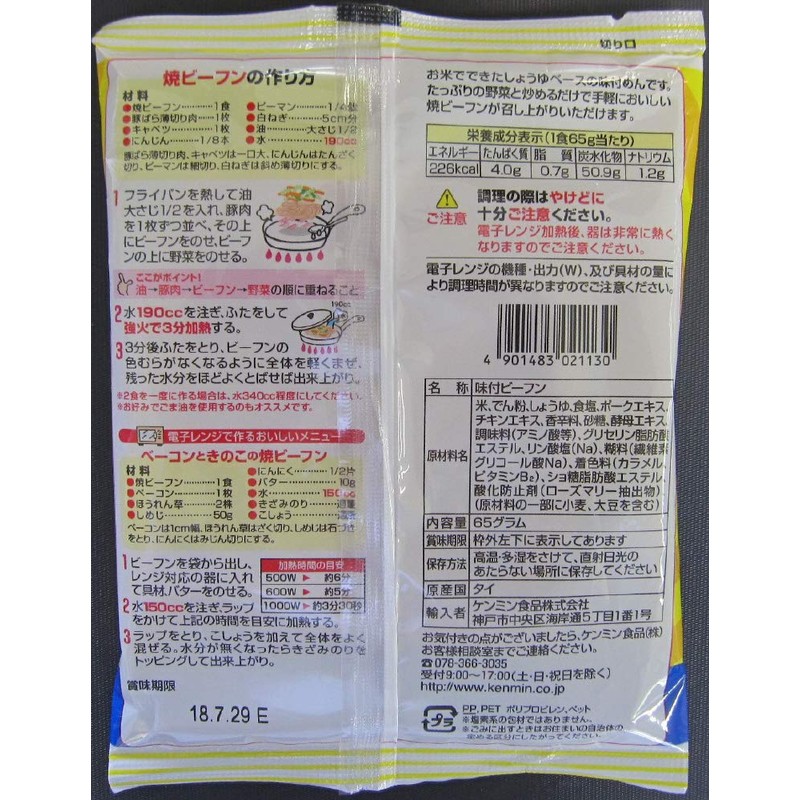 切り口
焼ビーフンの作り方
材料
●焼ビーフン…………1食 ●ピーマン…………1/4個
●豚ばら薄切り肉……1枚 ●白ねぎ…………5cm分
●キャベツ…………1枚 ●油…………大さじ1/2
●にんじん…………1/8本 ●水…………190cc
豚ばら薄切り肉、キャベツは一口大、にんじんはたんざく
切り、ピーマンは細切り、白ねぎは斜め薄切りにする。
1 フライパンを熱して油
大さじ1/2を入れ、豚肉
を1枚ずつ並べ、その上
にビーフンをのせ、ビーフ
ンの上に野菜をのせる。
ここがポイント!
油→豚肉→ビーフン→野菜の順に重ねること
2 水190ccを注ぎ、ふたをして
強火で3分加熱する。
190cc
3 3分後ふたをとり、ビーフンの
色むらがなくなるように全体を軽くまぜ、
残った水分をほどよくとばせば出来上がり。
※2食を一度に作る場合は、水340cc程度にしてください。
※お好みでごま油を使用するのもオススメです。
電子レンジで作るおいしいメニュー
ベーコンときのこの焼ビーフン
材料 ●にんにく…………1/2片
●焼ビーフン…………1食 ●バター…………10g
●ベーコン…………1枚 ●水…………150cc
●ほうれん草…………2株 ●きざみのり…………適量
●しめじ…………50g ●こしょう…………適量
ベーコンは1cm幅、ほうれん草はざく切り、しめじは石づき
をとり、にんにくはみじん切りにする。
1 ビーフンを袋から出し、
レンジ対応の器に入れ
て具材、バターをのせる。
加熱時間の目安
500W ▶ 約6分
600W ▶ 約5分
1000W ▶ 約3分30秒
2 水150ccを注ぎ、ラップ
をかけて上記の時間を目安に加熱する。
3 ラップをとり、こしょうを加えて全体をよく
混ぜる。水分が無くなったらきざみのりを
トッピングして出来上がり。
賞味期限
18.7.29 E
お米でできたしょうゆベースの味付めんです。
たっぷりの野菜と炒めるだけで手軽においしい
焼ビーフンが召し上がりいただけます。
栄養成分表示(1食65g当たり)
エネルギー たんぱく質 脂質 炭水化物 ナトリウム
226kcal 4.0g 0.7g 50.9g 1.2g
ご注意
調理の際はやけどに
十分ご注意ください。
電子レンジ加熱後、器は非常に熱く
なりますのでご注意ください。
電子レンジの機種・出力(W)、及び具材の量に
より調理時間が異なりますのでご注意ください。
4 901483 021130
名称 味付ビーフン
原材料名 米、でん粉、しょうゆ、食塩、ポークエキス、
チキンエキス、香辛料、砂糖、酵母エキス、
調味料(アミノ酸等)、グリセリン脂肪酸
エステル、リン酸塩(Na)、糊料(繊維素
グリコール酸Na)、着色料(カラメル、
ビタミンB₂)、ショ糖脂肪酸エステル、
酸化防止剤(ローズマリー抽出物)
(原材料の一部に小麦、大豆を含む)
内容量 65グラム
賞味期限 枠外左下に表示してあります
保存方法 高温・多湿をさけて、直射日光の
あたらない場所に保存してください
原産国 タイ
輸入者 ケンミン食品株式会社
神戸市中央区海岸通5丁目1番1号
お気付きの点がございましたら、ケンミン食品(株)
お客様相談室までご連絡ください。
☎078-366-3035
受付9:00〜17:00(土・日・祝日を除く)
http://www.kenmin.co.jp
プラ
PP, PET ポリプロピレン、ペット
※塩素系の包材ではありません。
※ごみに出すときはお住まいの自治体の
定める区分にしたがってください。